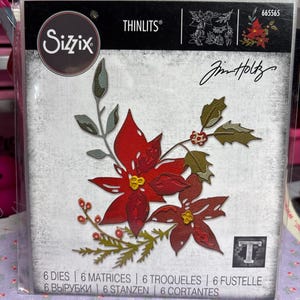 Sizzix
THINLITS®
665565
Tim Holtz
T
6 DIES | 6 MATRICES | 6 TROQUELES | 6 FUSTELLE
6 ВЫРУБКИ | 6 STANZEN | 6 CORTANTES